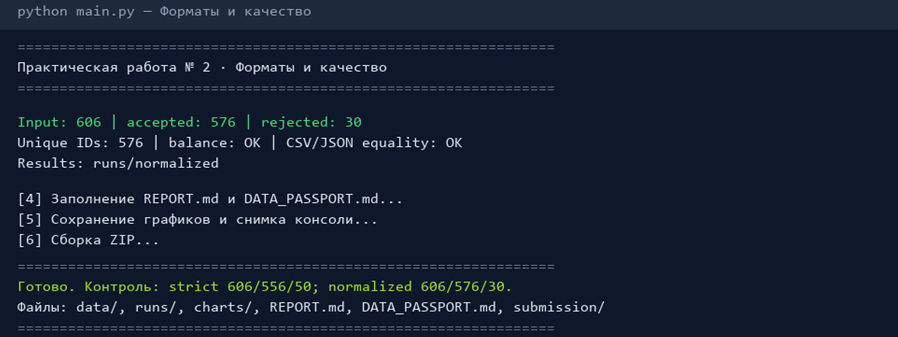 python main.py — Форматы и качество
================================================================
Практическая работа № 2 · Форматы и качество
================================================================
Input: 606 | accepted: 576 | rejected: 30
Unique IDs: 576 | balance: OK | CSV/JSON equality: OK
Results: runs/normalized
[4] Заполнение REPORT.md и DATA_PASSPORT.md...
[5] Сохранение графиков и снимка консоли...
[6] Сборка ZIP...
================================================================
Готово. Контроль: strict 606/556/50; normalized 606/576/30.
Файлы: data/, runs/, charts/, REPORT.md, DATA_PASSPORT.md, submission/
================================================================